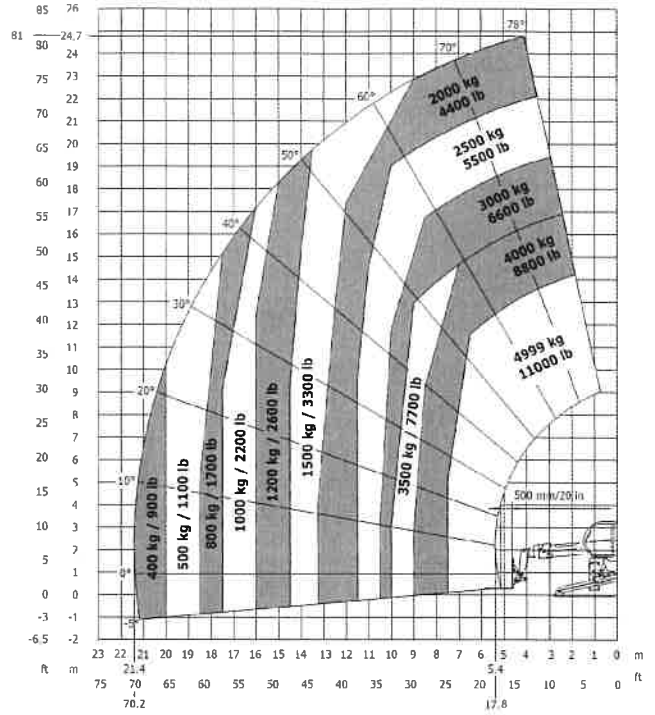 85 26
81 24,7
80 24
75 23
22
70 21
65 20
19
60 18
55 17
16
50 15
14
45 13
40 12
11
35 10
30 9
8
25 7
20 6
5
15 4
10 3
2
5 1
0 0
-3 -1
-6.5 -2
ft m
78°
70°
60°
50°
40°
30°
20°
10°
0°
-5°
2000 kg
4400 lb
2500 kg
5500 lb
3000 kg
6600 lb
4000 kg
8800 lb
4999 kg
11000 lb
400 kg / 900 lb
500 kg / 1100 lb
800 kg / 1700 lb
1000 kg / 2200 lb
1200 kg / 2600 lb
1500 kg / 3300 lb
3500 kg / 7700 lb
500 mm/20 in
23 22 21 20 19 18 17 16 15 14 13 12 11 10 9 8 7 6 5 4 3 2 1 0 m
21.4 5.4
75 70 65 60 55 50 45 40 35 30 25 20 15 10 5 0 ft
70.2 17.8